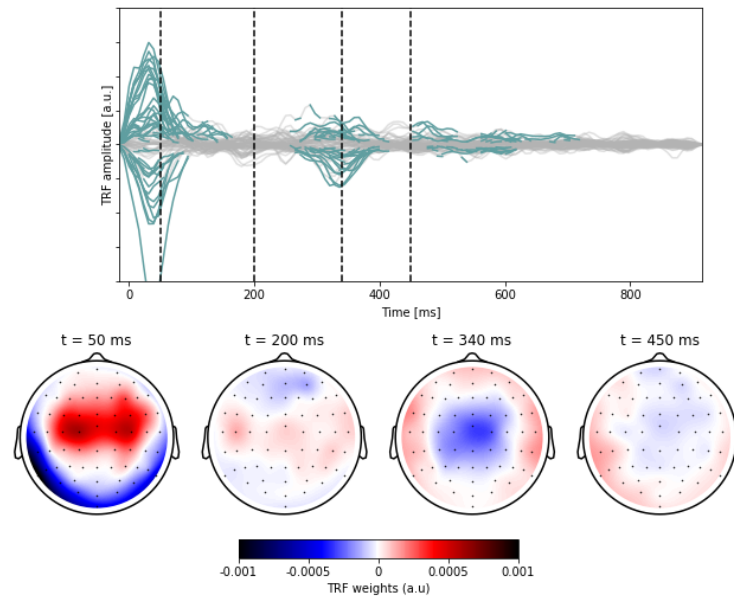 TRF amplitude [a.u.]
0 200 400 600 800
Time [ms]
t = 50 ms t = 200 ms t = 340 ms t = 450 ms
-0.001 -0.0005 0 0.0005 0.001
TRF weights (a.u)